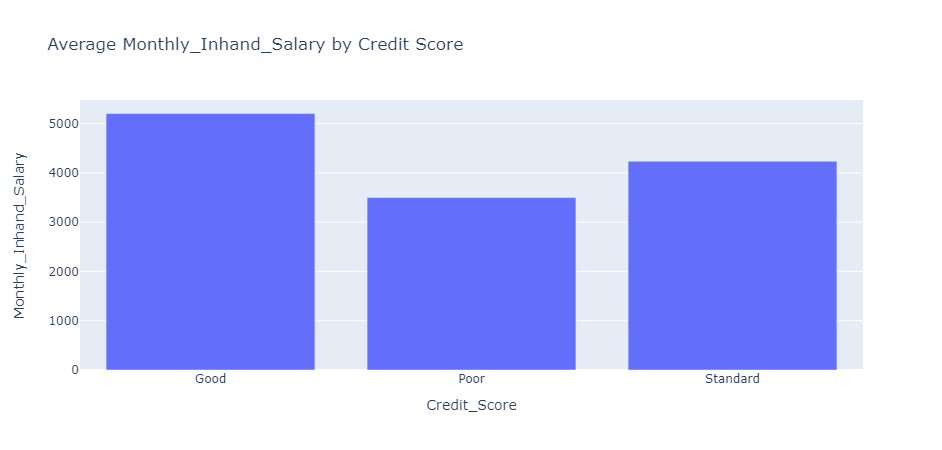 Average Monthly_Inhand_Salary by Credit Score
Monthly_Inhand_Salary
5000
4000
3000
2000
1000
0
Good
Poor
Standard
Credit_Score